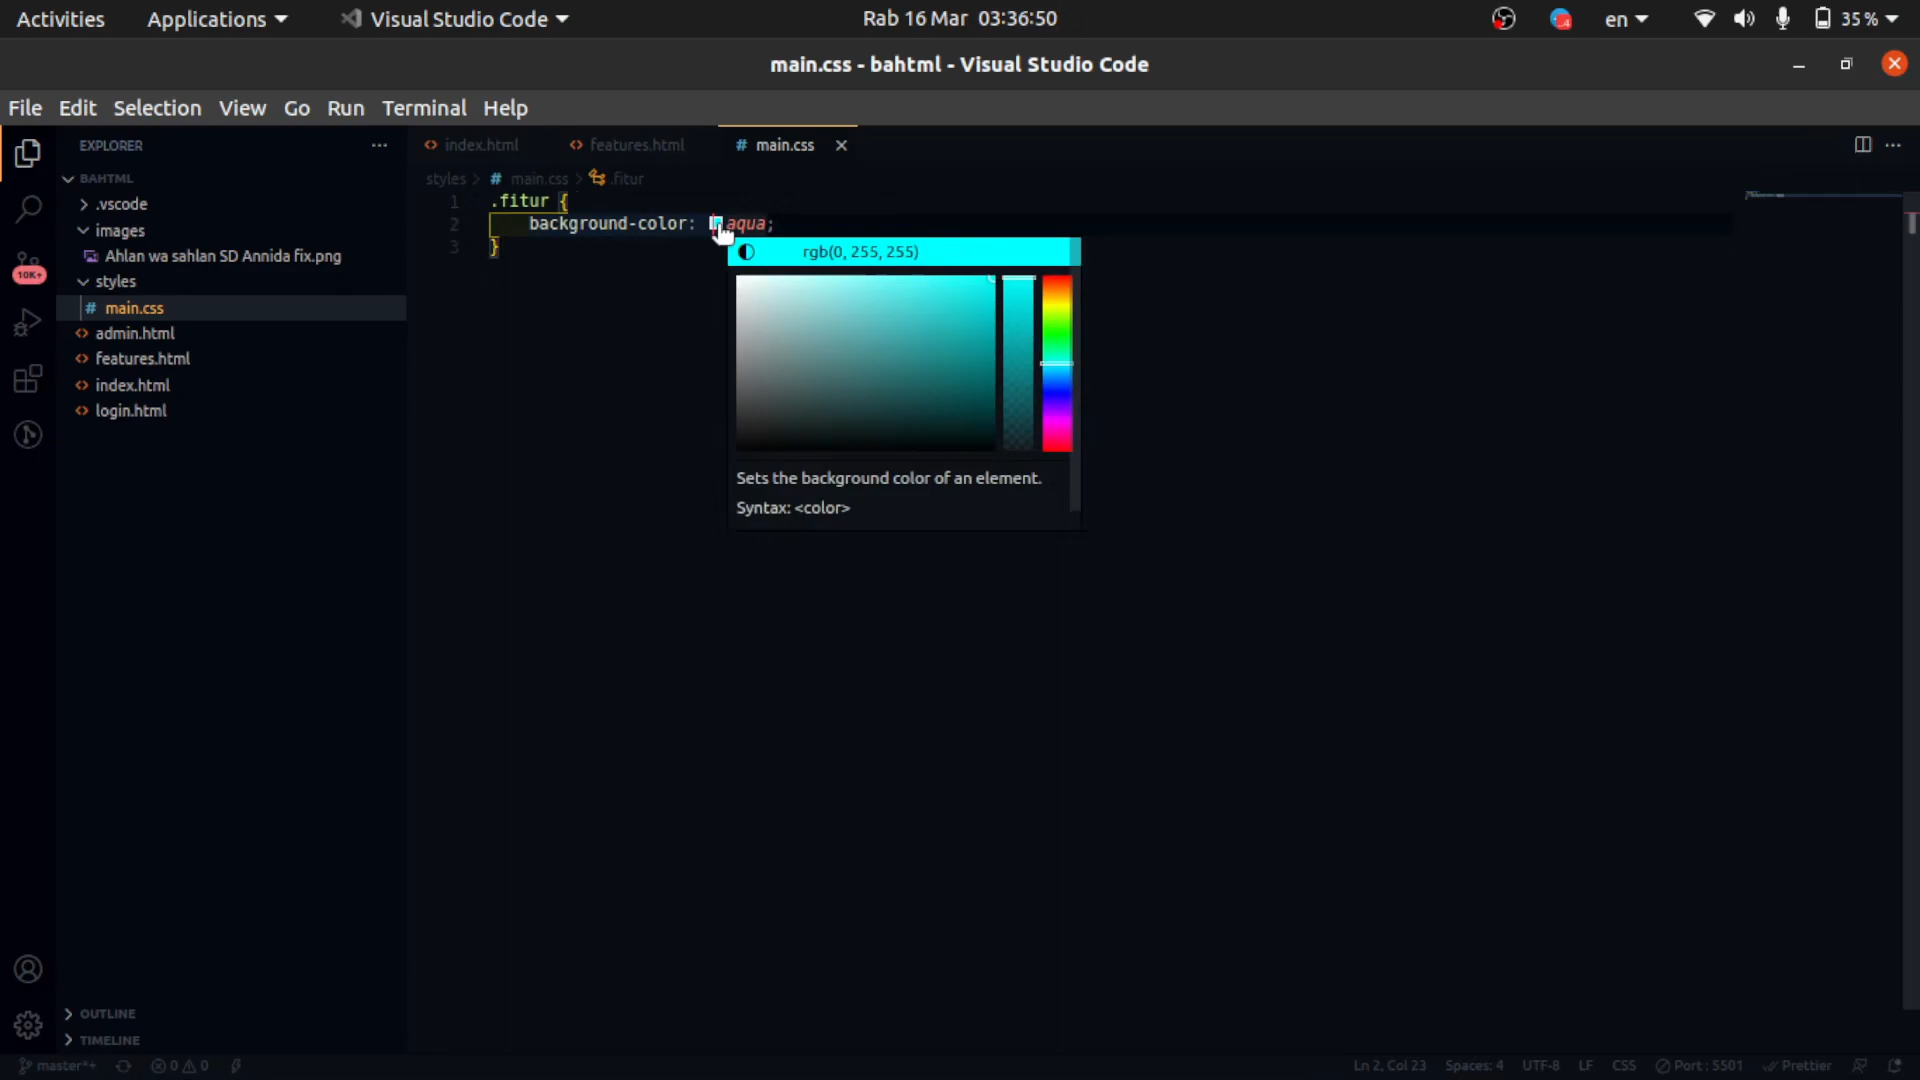 Activities Applications Visual Studio Code Rab 16 Mar 03:36:50 4 en 35 %
main.css - bahtml - Visual Studio Code
File Edit Selection View Go Run Terminal Help
EXPLORER ··· index.html features.html # main.css ···
BAHTML
styles > # main.css > .fitur
.vscode
images
Ahlan wa sahlan SD Annida fix.png
styles
# main.css
admin.html
features.html
index.html
login.html
10K+
1 .fitur {
2 background-color: aqua;
3 }
rgb(0, 255, 255)
Sets the background color of an element.
Syntax: <color>
OUTLINE
TIMELINE
master*+ 0 0 Ln 2, Col 23 Spaces: 4 UTF-8 LF CSS Port : 5501 Prettier